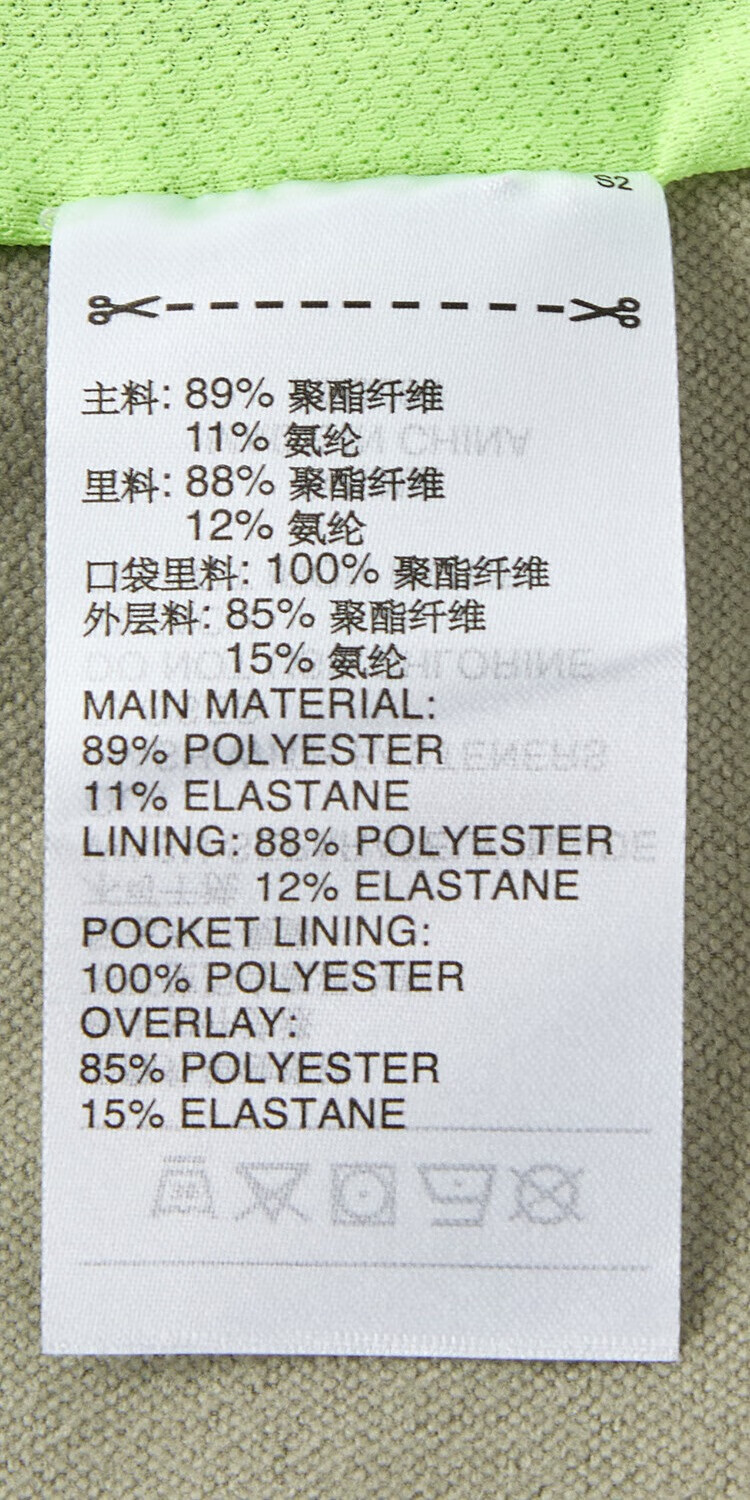 S2
主料: 89% 聚酯纤维
11% 氨纶
里料: 88% 聚酯纤维
12% 氨纶
口袋里料: 100% 聚酯纤维
外层料: 85% 聚酯纤维
15% 氨纶
MAIN MATERIAL:
89% POLYESTER
11% ELASTANE
LINING: 88% POLYESTER
12% ELASTANE
POCKET LINING:
100% POLYESTER
OVERLAY:
85% POLYESTER
15% ELASTANE